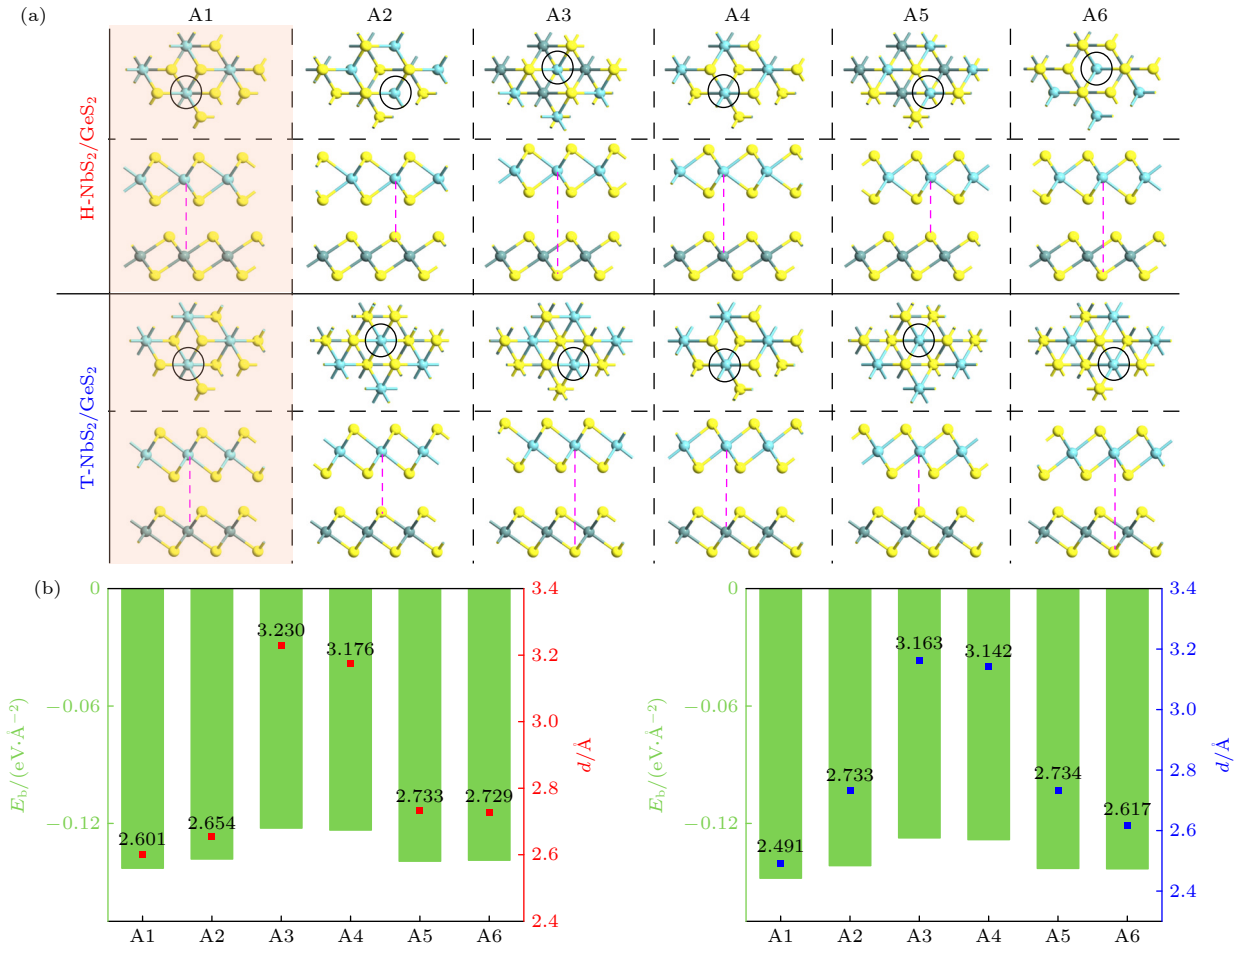 (a)
A1 A2 A3 A4 A5 A6
H-NbS₂/GeS₂
T-NbS₂/GeS₂
(b)
0
−0.06
−0.12
E_b/(eV·Å⁻²)
3.230
3.176
2.601
2.654
2.733
2.729
3.4
3.2
3.0
2.8
2.6
2.4
d/Å
A1 A2 A3 A4 A5 A6
0
−0.06
−0.12
E_b/(eV·Å⁻²)
3.163
3.142
2.733
2.734
2.617
2.491
3.4
3.2
3.0
2.8
2.6
2.4
d/Å
A1 A2 A3 A4 A5 A6